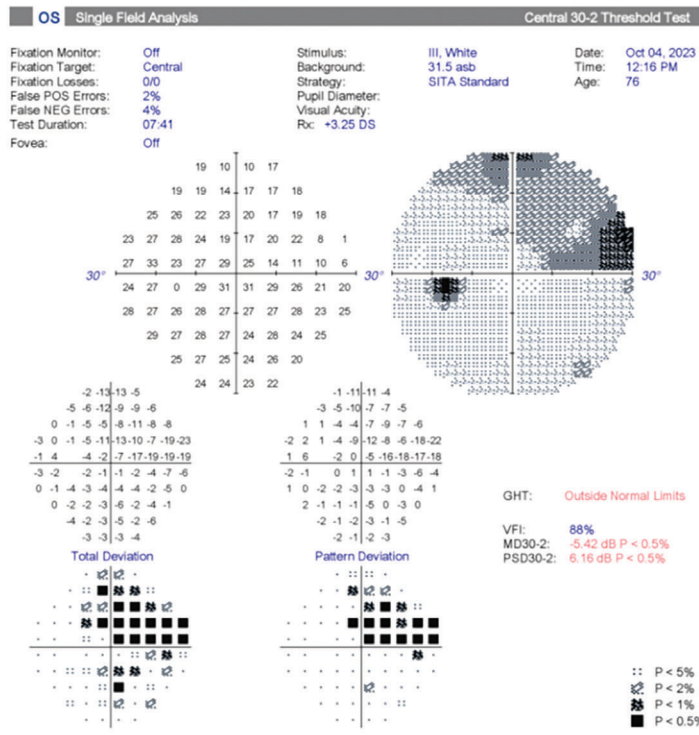 OS Single Field Analysis Central 30-2 Threshold Test
Fixation Monitor: Off Stimulus: III, White Date: Oct 04, 2023
Fixation Target: Central Background: 31.5 asb Time: 12:16 PM
Fixation Losses: 0/0 Strategy: SITA Standard Age: 76
False POS Errors: 2% Pupil Diameter:
False NEG Errors: 4% Visual Acuity:
Test Duration: 07:41 Rx: +3.25 DS
Fovea: Off
19 10 10 17
19 19 14 17 17 18
25 26 22 23 20 17 19 18
23 27 28 24 19 17 20 22 8 1
27 33 23 27 29 25 14 11 10 6
30° 30° 30°
24 27 0 29 31 31 29 26 21 20
28 27 26 28 27 28 27 28 24 23
29 27 28 27 24 28 24 25
25 27 25 24 26 20
24 24 23 22
-2 -13 -13 -5 -1 -11 -11 -4
-5 -6 -12 -9 -9 -6 -3 -5 -10 -7 -7 -5
0 -1 -5 -5 -8 -11 -8 -8 1 1 -4 -4 -7 -9 -7 -6
-3 0 -1 -5 -11 -13 -10 -7 -19 -23 -2 2 1 -4 -9 -12 -8 -6 -18 -22
-1 4 -4 -2 -7 -17 -19 -19 -19 1 6 -2 0 -5 -16 -18 -17 -18
-3 -2 -2 -1 -1 -2 -4 -7 -6 -2 -1 0 1 1 -1 -3 -6 -4
0 -1 -4 -3 -4 -4 -4 -2 -5 0 1 0 -2 -2 -3 -3 -3 0 -4 1
0 -2 -2 -3 -6 -2 -4 -1 2 -1 -1 -1 -5 0 -3 0
-4 -2 -3 -5 -2 -6 -2 -1 -2 -3 -1 -5
-3 -3 -3 -4 -2 -1 -2 -3
GHT: Outside Normal Limits
VFI: 88%
MD30-2: -5.42 dB P < 0.5%
PSD30-2: 6.16 dB P < 0.5%
Total Deviation Pattern Deviation
P < 5%
P < 2%
P < 1%
P < 0.5%